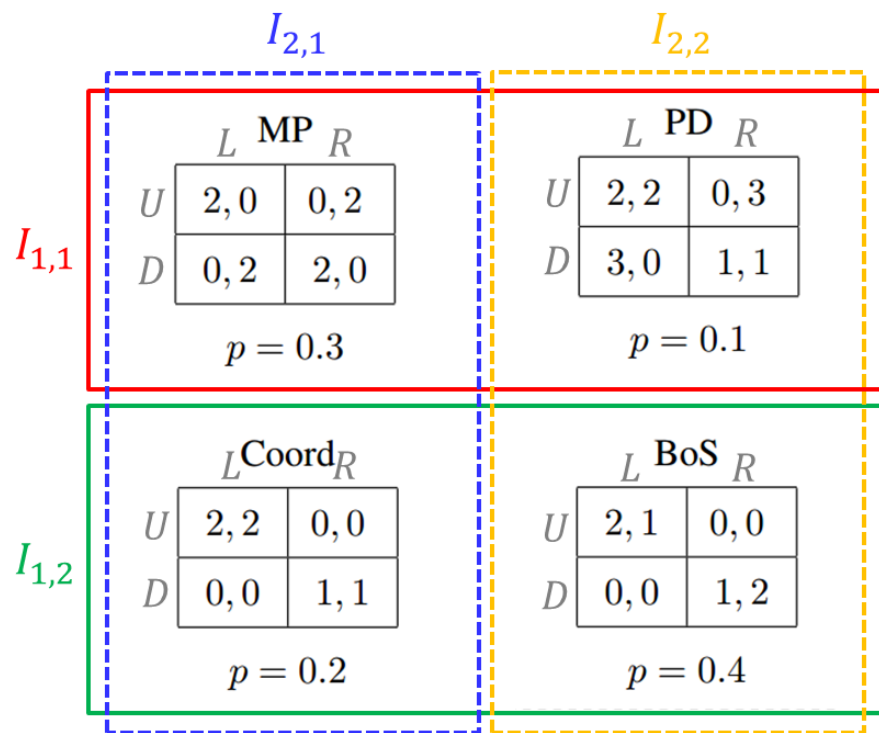 I2,1 I2,2
MP PD
L R L R
U 2, 0 0, 2 U 2, 2 0, 3
I1,1
D 0, 2 2, 0 D 3, 0 1, 1
p = 0.3 p = 0.1
Coord BoS
L R L R
U 2, 2 0, 0 U 2, 1 0, 0
I1,2
D 0, 0 1, 1 D 0, 0 1, 2
p = 0.2 p = 0.4